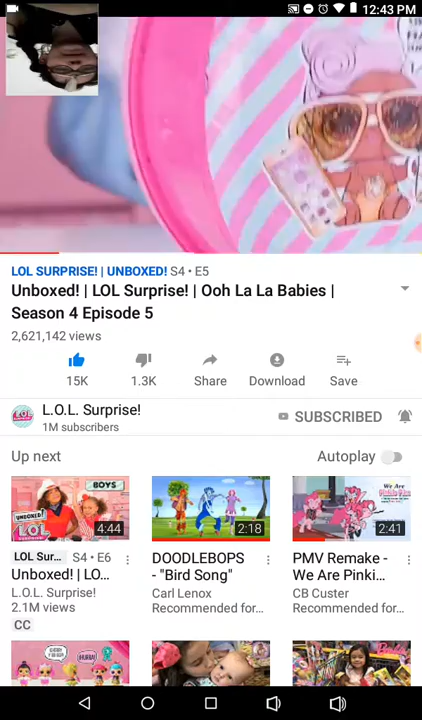 12:43 PM
LOL SURPRISE! | UNBOXED! S4 • E5
Unboxed! | LOL Surprise! | Ooh La La Babies |
Season 4 Episode 5
2,621,142 views
15K
1.3K
Share
Download
Save
L.O.L. Surprise!
1M subscribers
SUBSCRIBED
Up next
Autoplay
BOYS
UNBOXED!
LOL
4:44
2:18
We Are
2:41
LOL Sur... S4 • E6
Unboxed! | LO...
L.O.L. Surprise!
2.1M views
CC
DOODLEBOPS
- "Bird Song"
Carl Lenox
Recommended for...
PMV Remake -
We Are Pinki...
CB Custer
Recommended for...